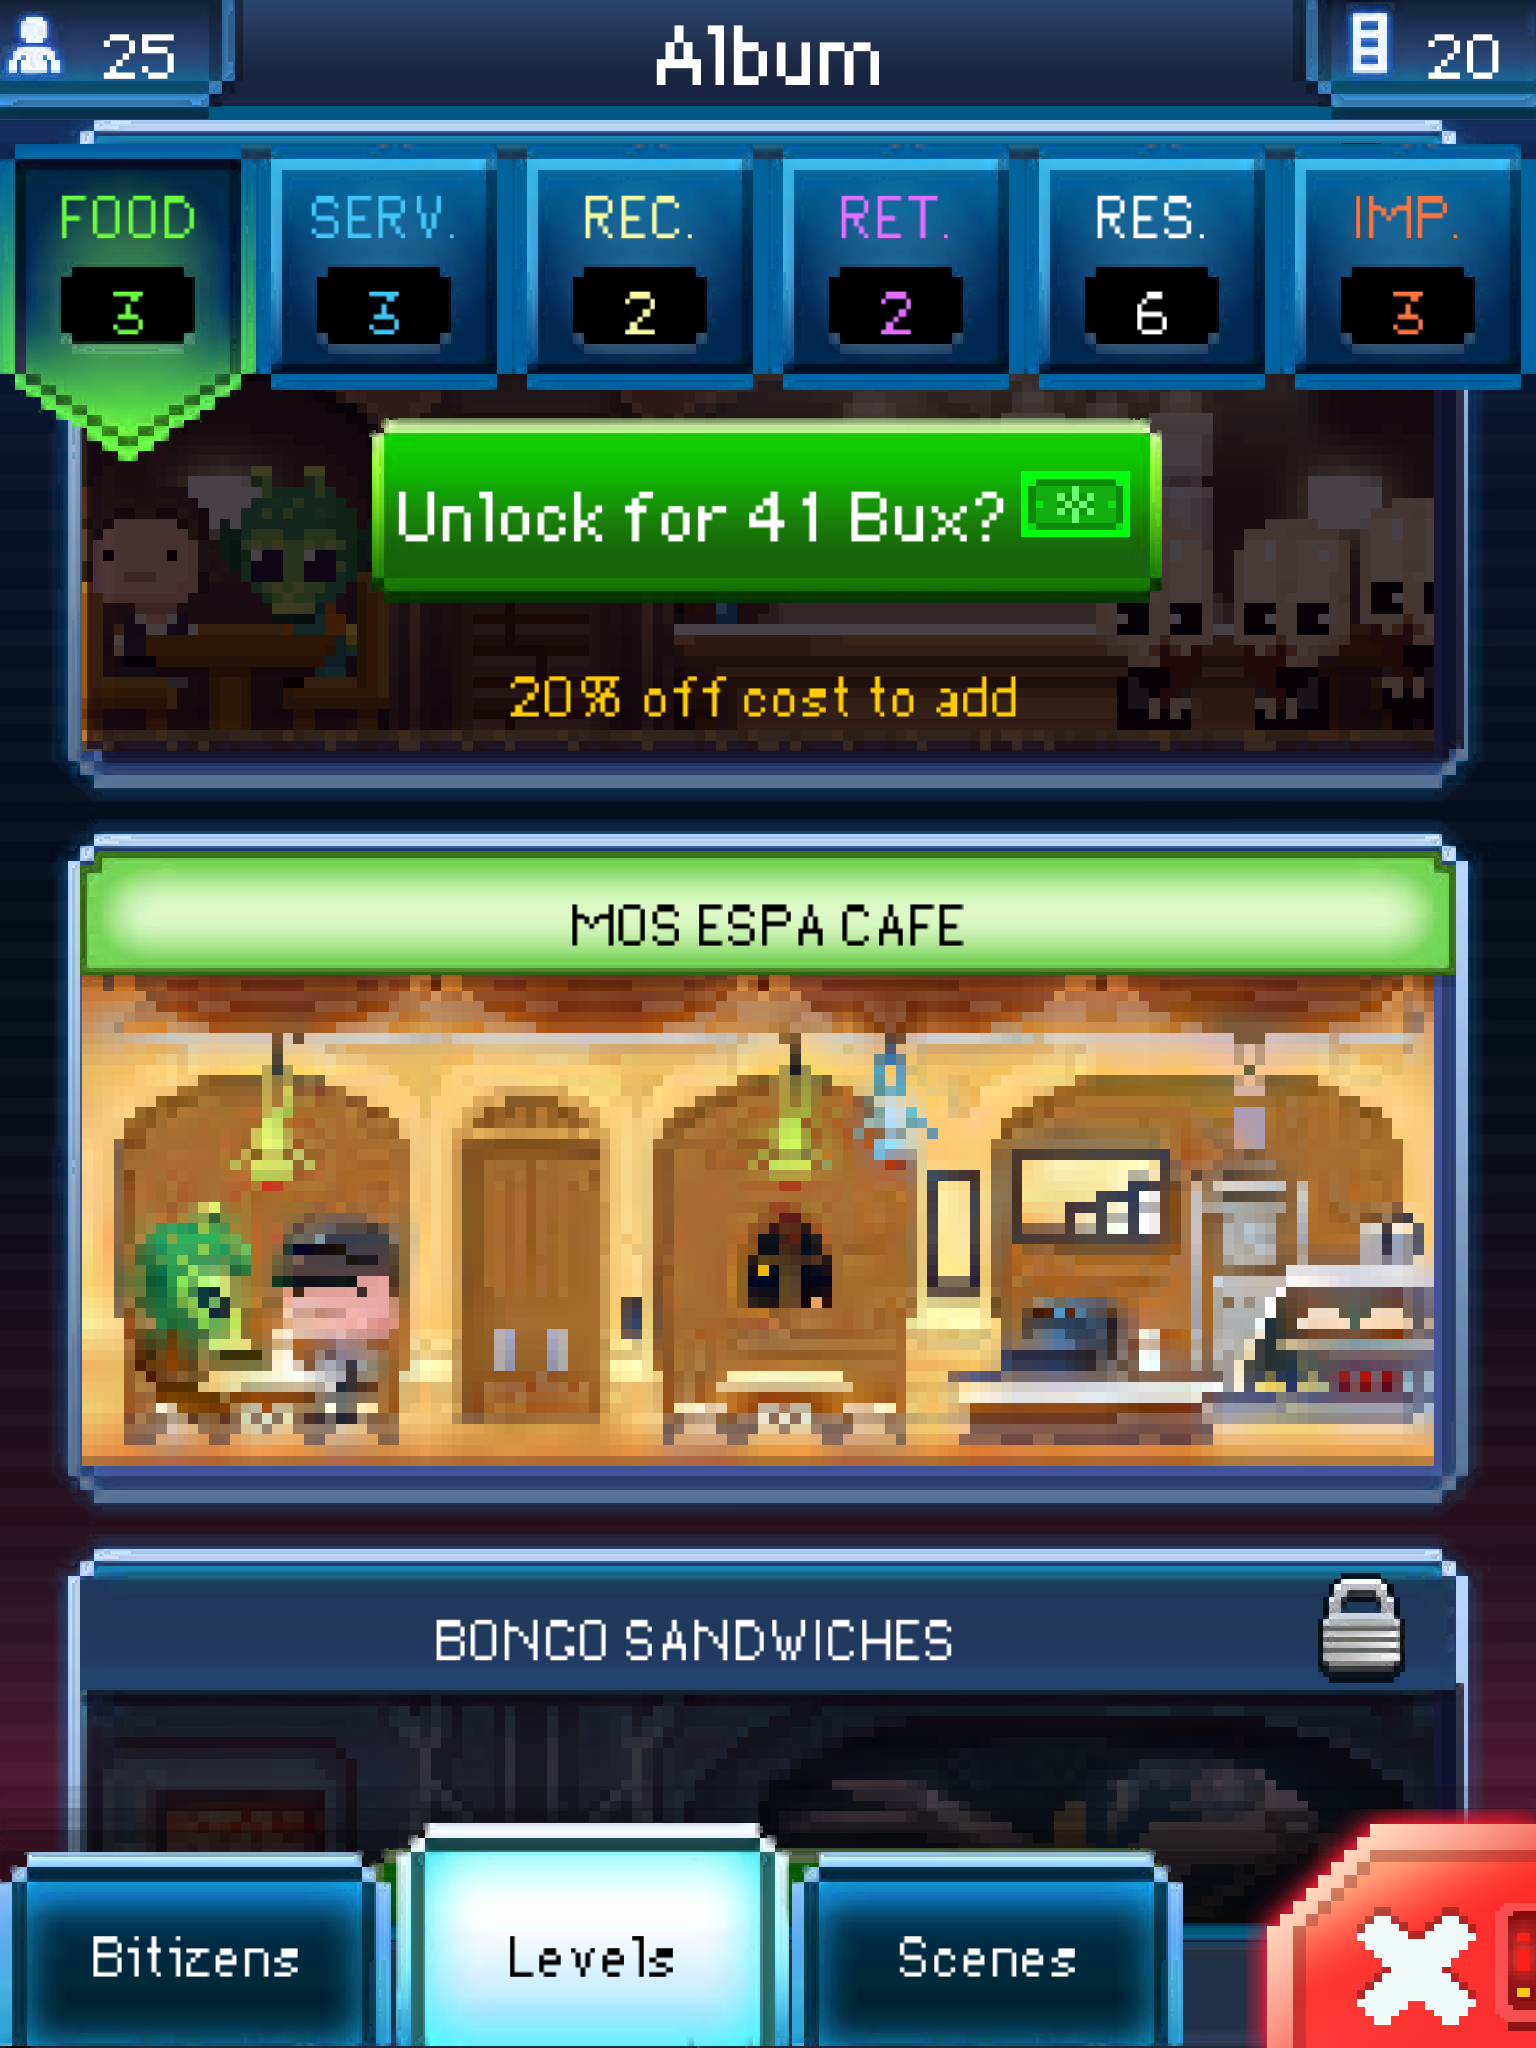 25
Album
20
FOOD
SERV.
REC.
RET.
RES.
IMP.
3
3
2
2
6
3
Unlock for 41 Bux?
20% off cost to add
MOS ESPA CAFE
BONGO SANDWICHES
Bitizens
Levels
Scenes